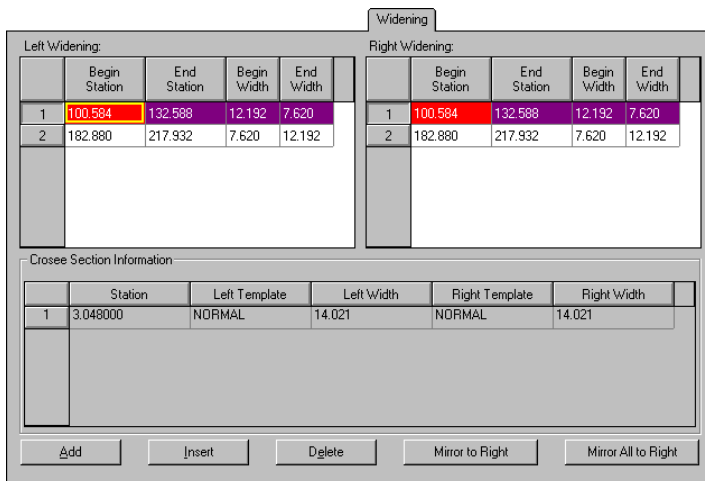 Widening
Left Widening:
Begin Station End Station Begin Width End Width
1 100.584 132.588 12.192 7.620
2 182.880 217.932 7.620 12.192
Right Widening:
Begin Station End Station Begin Width End Width
1 100.584 132.588 12.192 7.620
2 182.880 217.932 7.620 12.192
Crosee Section Information
Station Left Template Left Width Right Template Right Width
1 3.048000 NORMAL 14.021 NORMAL 14.021
Add Insert Delete Mirror to Right Mirror All to Right